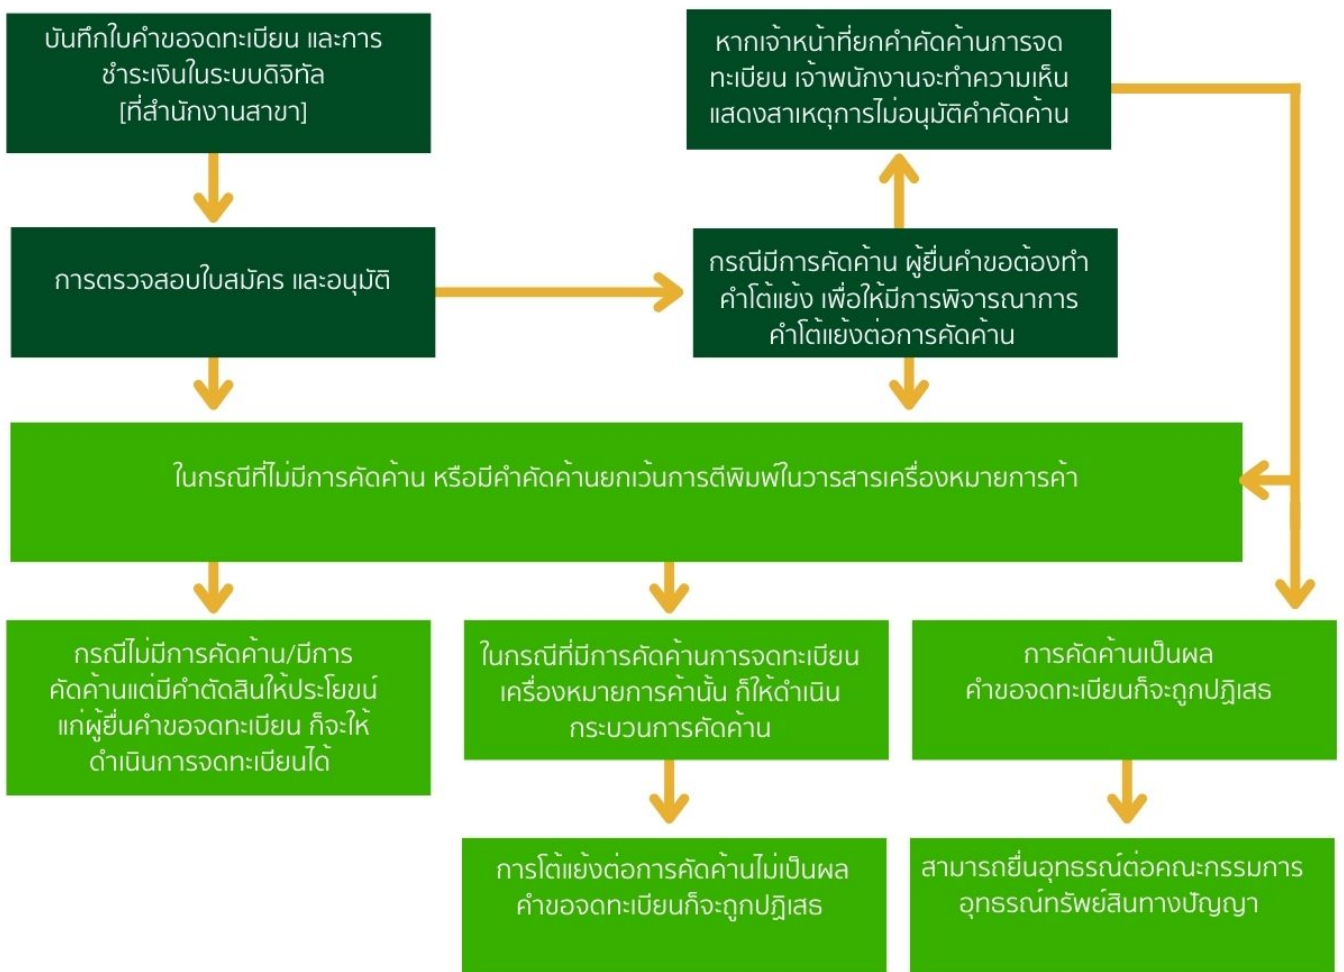 บันทึกใบคำขอจดทะเบียน และการ
ชำระเงินในระบบดิจิทัล
[ที่สำนักงานสาขา]
หากเจ้าหน้าที่ยกคำคัดค้านการจด
ทะเบียน เจ้าพนักงานจะทำความเห็น
แสดงสาเหตุการไม่อนุมัติคำคัดค้าน
การตรวจสอบใบสมัคร และอนุมัติ
กรณีมีการคัดค้าน ผู้ยื่นคำขอต้องทำ
คำโต้แย้ง เพื่อให้มีการพิจารณาการ
คำโต้แย้งต่อการคัดค้าน
ในกรณีที่ไม่มีการคัดค้าน หรือมีคำคัดค้านยกเว้นการตีพิมพ์ในวารสารเครื่องหมายการค้า
กรณีไม่มีการคัดค้าน/มีการ
คัดค้านแต่มีคำตัดสินให้ประโยขน์
แก่ผู้ยื่นคำขอจดทะเบียน ก็จะให้
ดำเนินการจดทะเบียนได้
ในกรณีที่มีการคัดค้านการจดทะเบียน
เครื่องหมายการค้านั้น ก็ให้ดำเนิน
กระบวนการคัดค้าน
การคัดค้านเป็นผล
คำขอจดทะเบียนก็จะถูกปฏิเสธ
การโต้แย้งต่อการคัดค้านไม่เป็นผล
คำขอจดทะเบียนก็จะถูกปฏิเสธ
สามารถยื่นอุทธรณ์ต่อคณะกรรมการ
อุทธรณ์ทรัพย์สินทางปัญญา